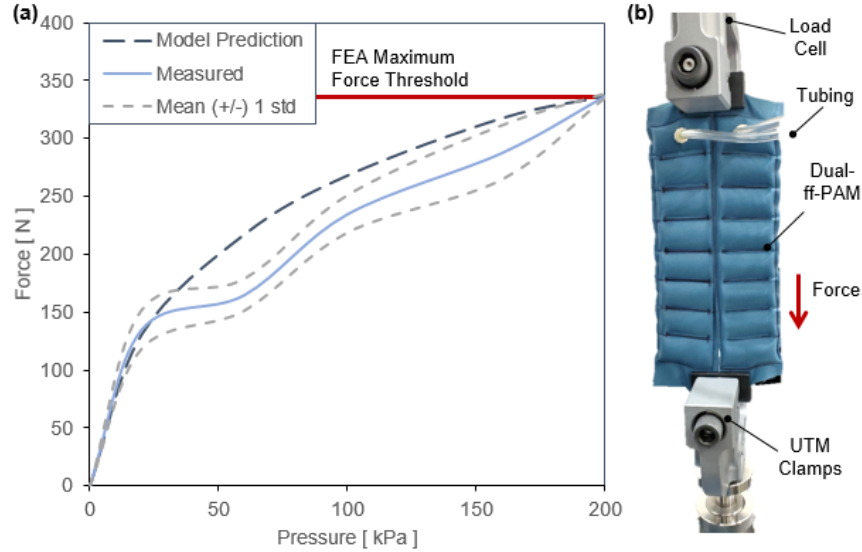 (a)
400
350
300
250
200
150
100
50
0
Force [ N ]
Model Prediction
Measured
Mean (+/-) 1 std
FEA Maximum
Force Threshold
0
50
100
150
200
Pressure [ kPa ]
(b)
Load
Cell
Tubing
Dual-
ff-PAM
Force
UTM
Clamps